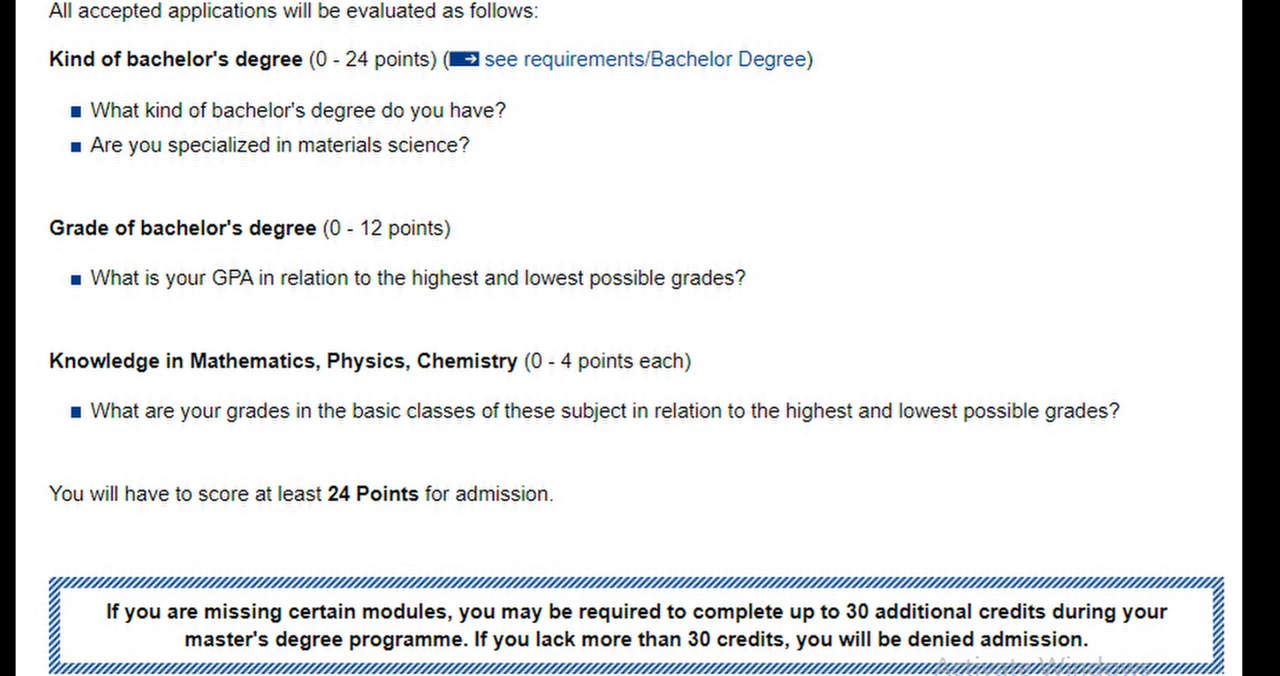 All accepted applications will be evaluated as follows:
Kind of bachelor's degree (0 - 24 points) (see requirements/Bachelor Degree)
What kind of bachelor's degree do you have?
Are you specialized in materials science?
Grade of bachelor's degree (0 - 12 points)
What is your GPA in relation to the highest and lowest possible grades?
Knowledge in Mathematics, Physics, Chemistry (0 - 4 points each)
What are your grades in the basic classes of these subject in relation to the highest and lowest possible grades?
You will have to score at least 24 Points for admission.
If you are missing certain modules, you may be required to complete up to 30 additional credits during your
master's degree programme. If you lack more than 30 credits, you will be denied admission.
Activate Windows